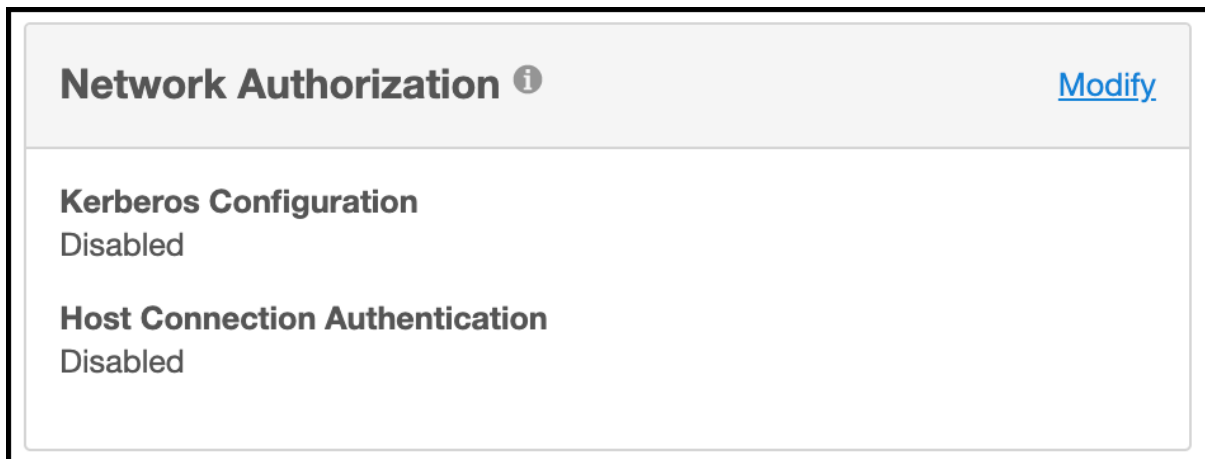 Network Authorization
Modify
Kerberos Configuration
Disabled
Host Connection Authentication
Disabled